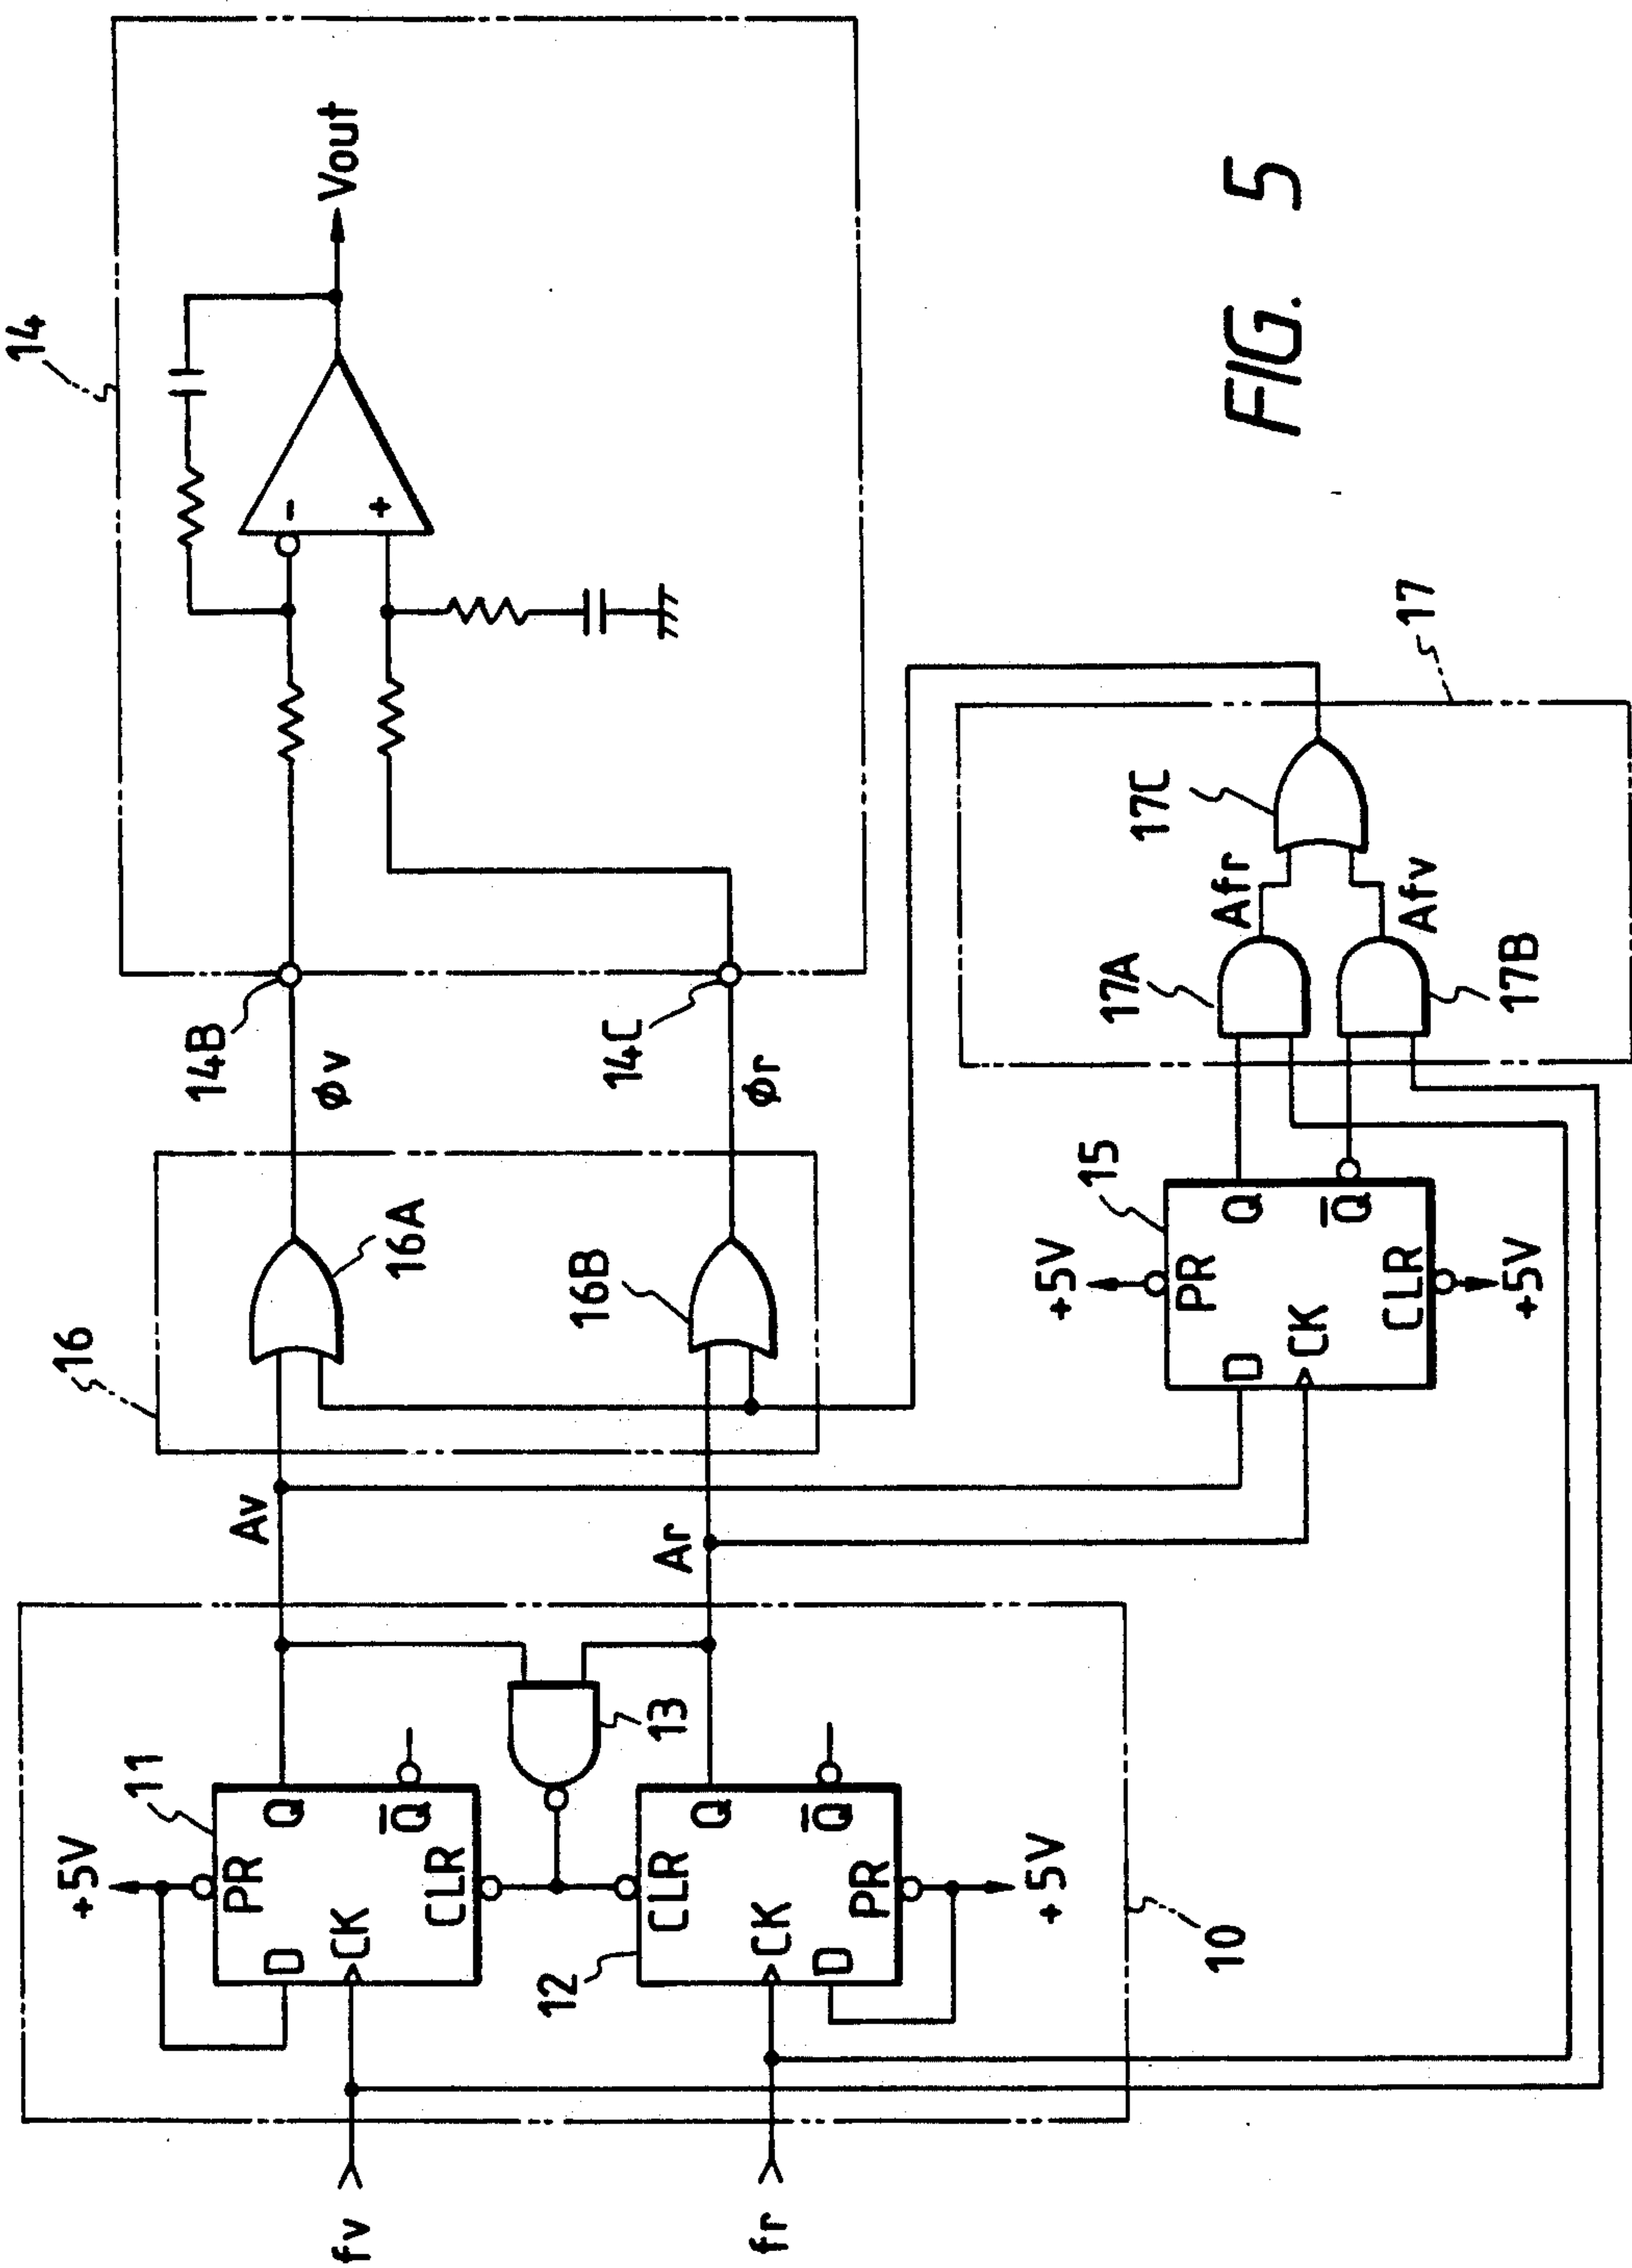 14
Vout
−
+
14B
φv
14C
φr
16
16A
16B
Av
Ar
10
11
+5V
PR
Q
Q̅
D
CK
CLR
13
12
CLR
Q
CK
PR
Q̅
D
+5V
fv
fr
15
+5V
PR
Q
Q̅
D
CK
CLR
+5V
17
17A
Afr
17C
Afv
17B
FIG. 5